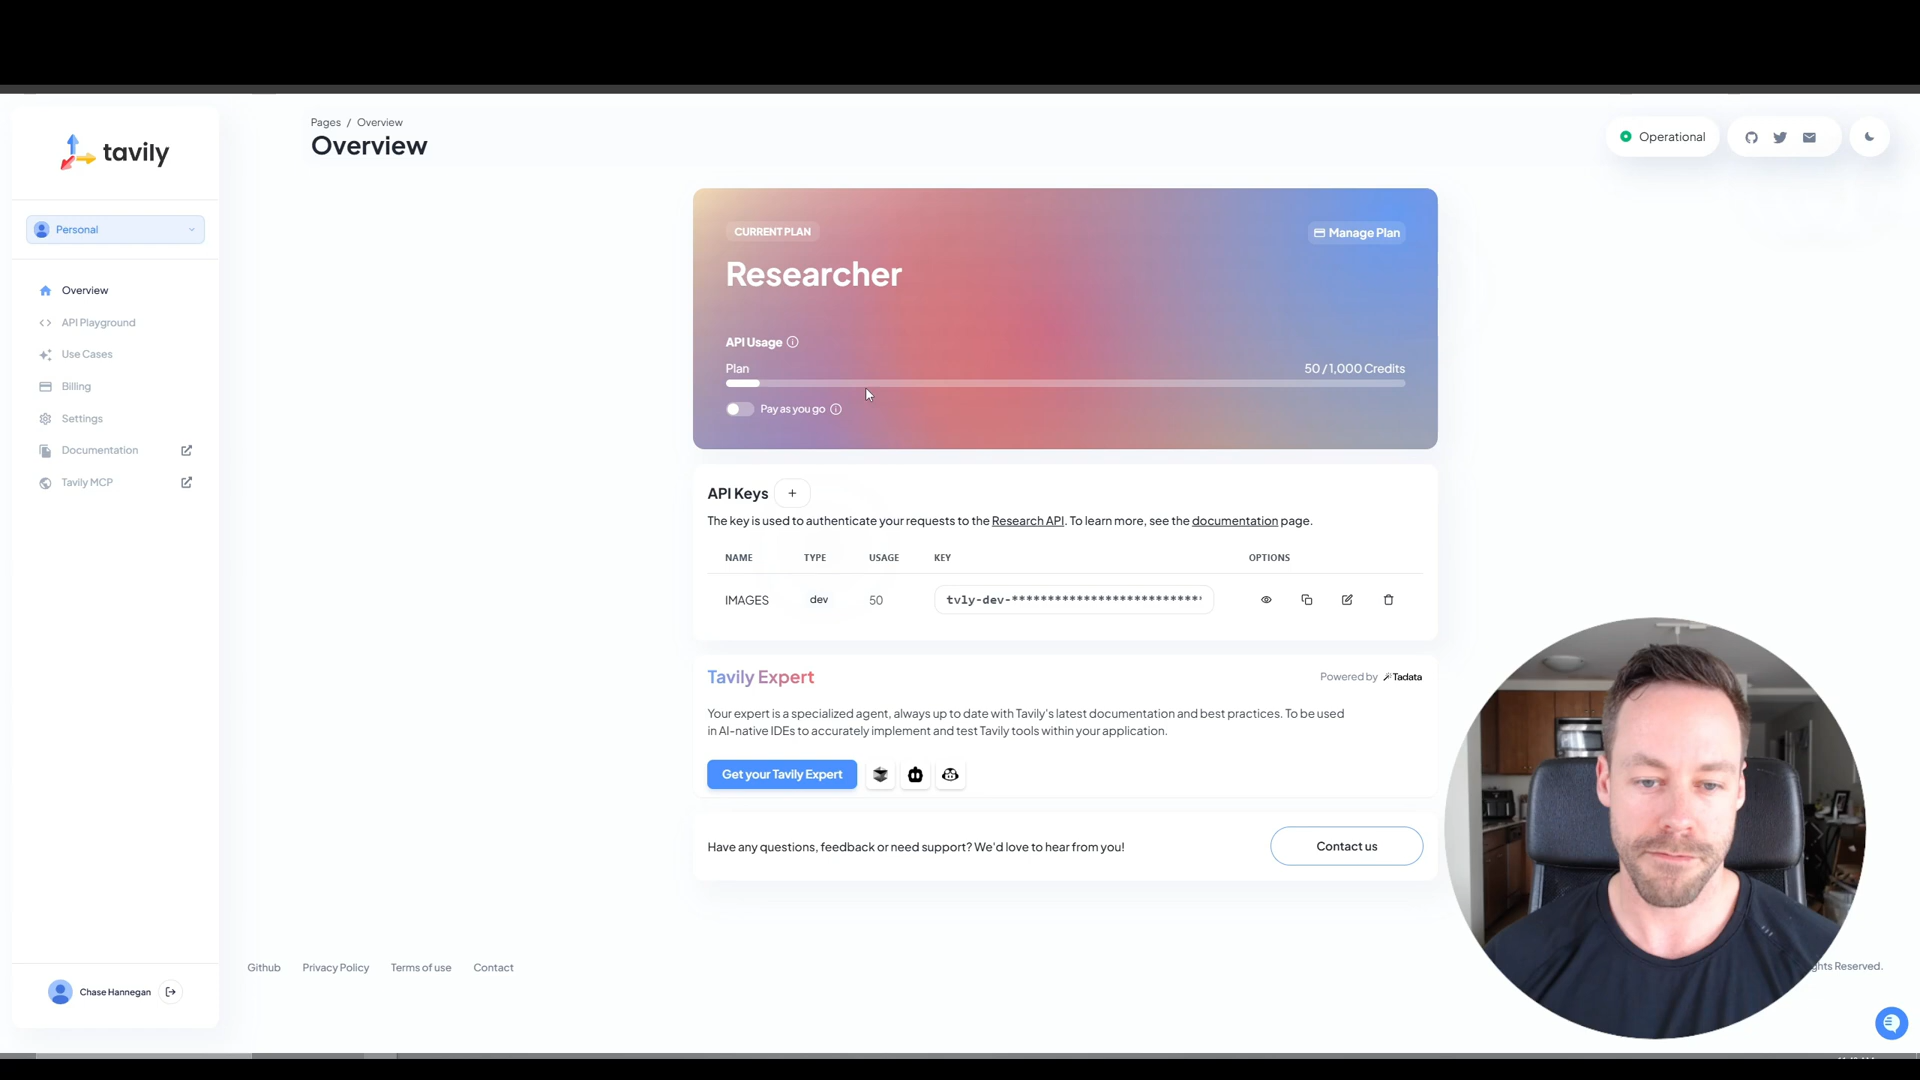 tavily
Personal
Overview
API Playground
Use Cases
Billing
Settings
Documentation
Tavily MCP
Chase Hannegan
Pages / Overview
Overview
Operational
CURRENT PLAN
Manage Plan
Researcher
API Usage
Plan
50 / 1,000 Credits
Pay as you go
API Keys +
The key is used to authenticate your requests to the Research API. To learn more, see the documentation page.
NAME TYPE USAGE KEY OPTIONS
IMAGES dev 50 tvly-dev-***************************
Tavily Expert
Powered by Tadata
Your expert is a specialized agent, always up to date with Tavily's latest documentation and best practices. To be used
in AI-native IDEs to accurately implement and test Tavily tools within your application.
Get your Tavily Expert
Have any questions, feedback or need support? We'd love to hear from you!
Contact us
Github Privacy Policy Terms of use Contact
Reserved.